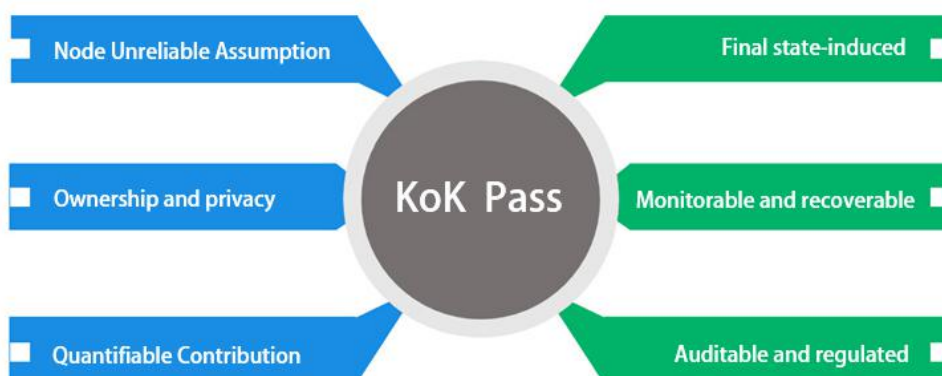 Node Unreliable Assumption
Final state-induced
Ownership and privacy
KoK Pass
Monitorable and recoverable
Quantifiable Contribution
Auditable and regulated